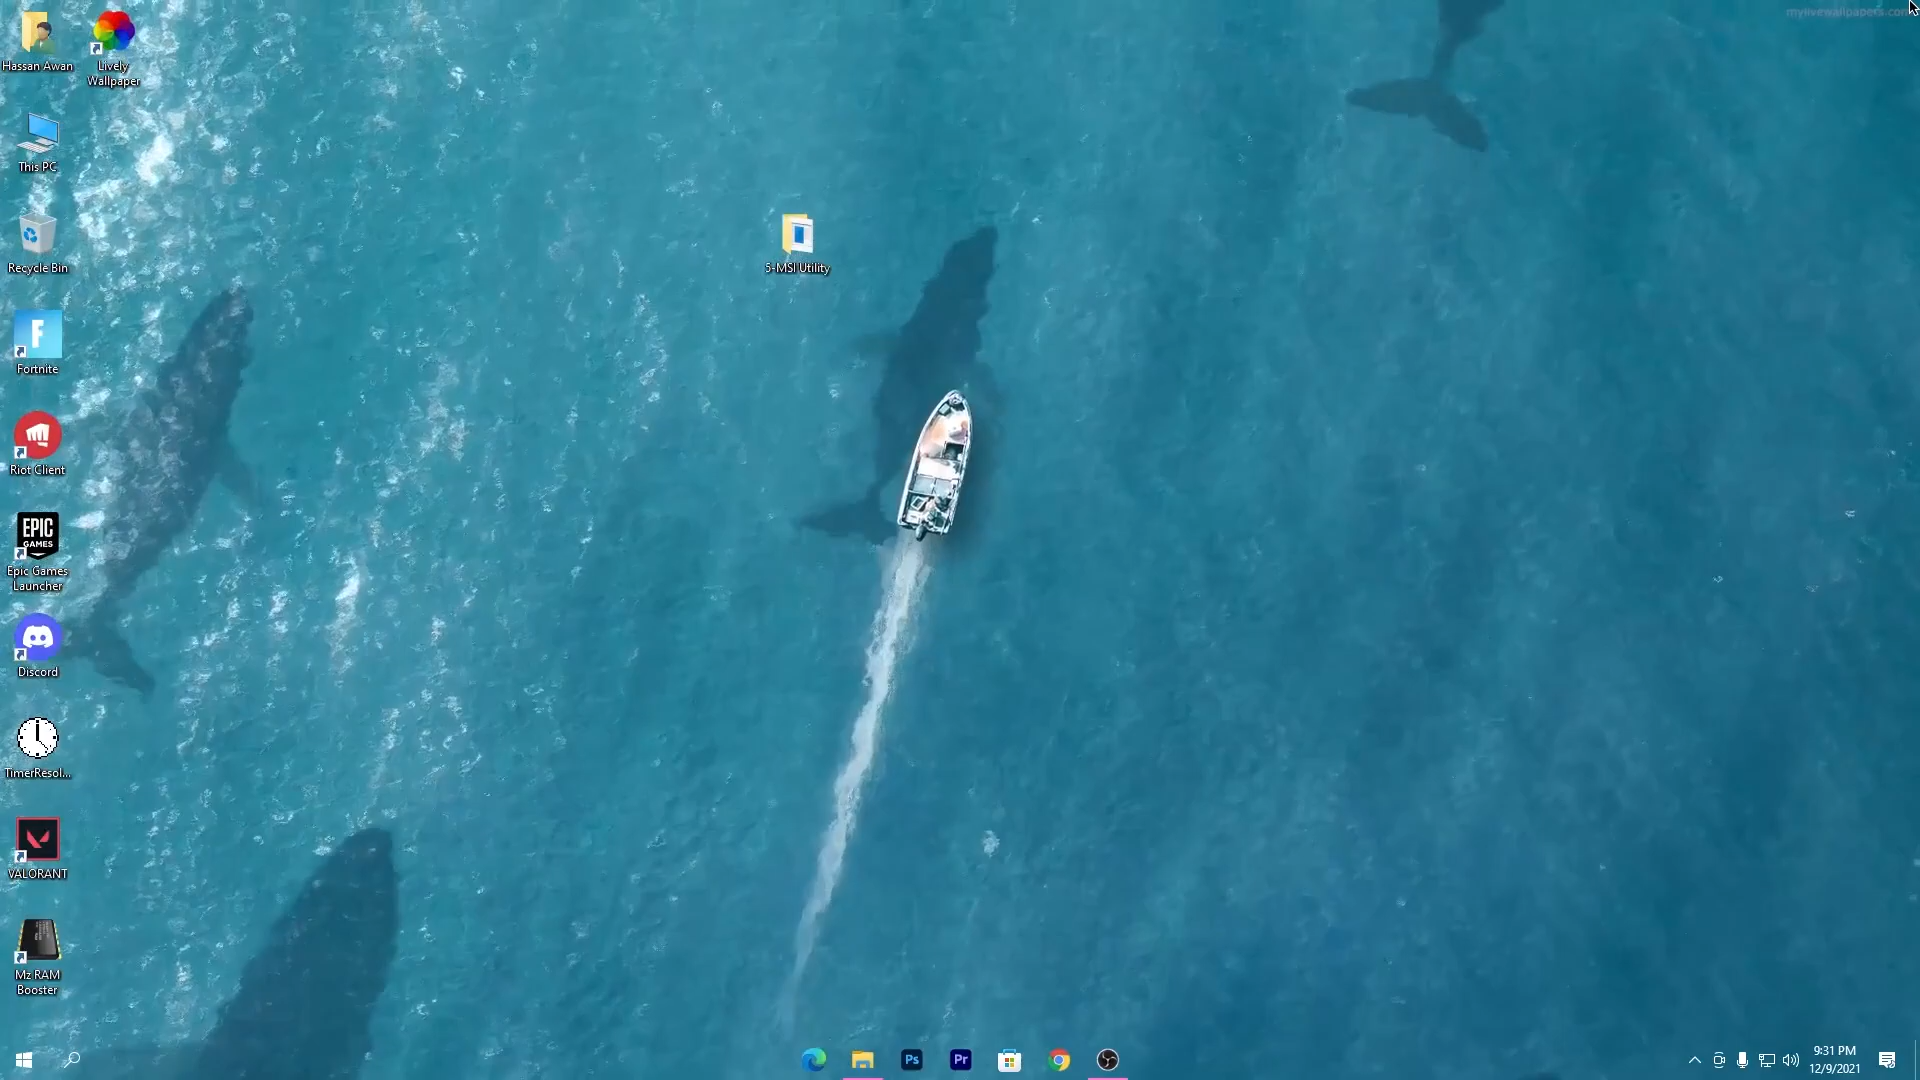 mylivewallpapers.com
Hassan Awan
Lively
Wallpaper
This PC
Recycle Bin
5-MSI Utility
F
Fortnite
Riot Client
EPIC
GAMES
Epic Games
Launcher
Discord
TimerResol...
VALORANT
Mz RAM
Booster
Ps
Pr
9:31 PM
12/9/2021